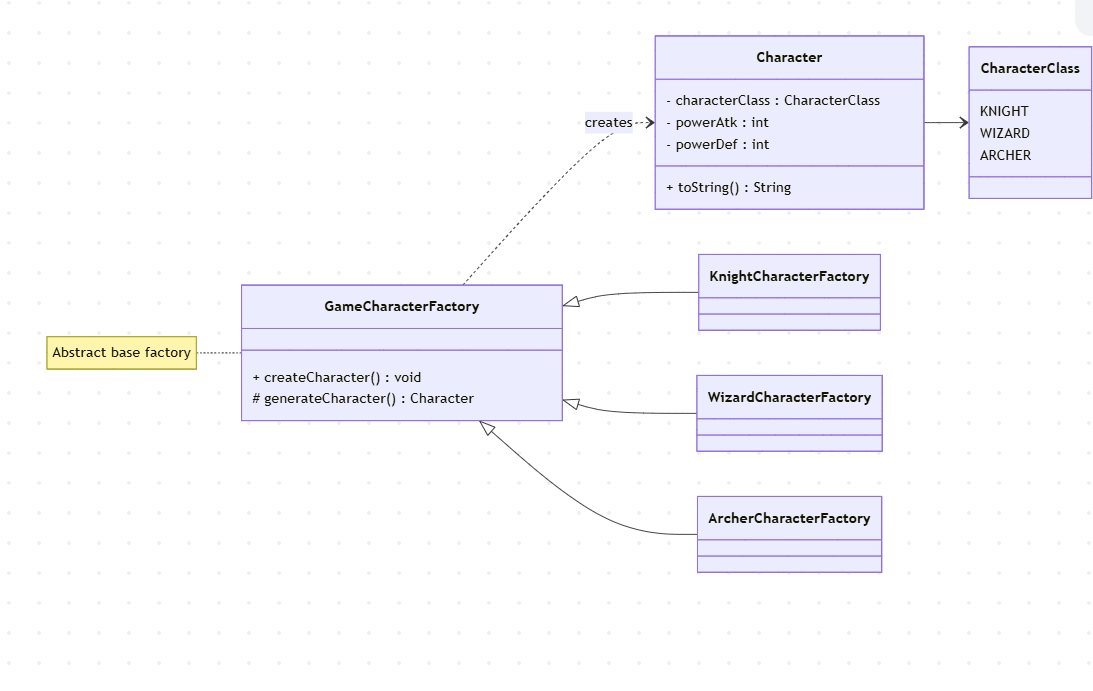 Character
- characterClass : CharacterClass
- powerAtk : int
- powerDef : int
+ toString() : String
CharacterClass
KNIGHT
WIZARD
ARCHER
creates
KnightCharacterFactory
GameCharacterFactory
+ createCharacter() : void
# generateCharacter() : Character
Abstract base factory
WizardCharacterFactory
ArcherCharacterFactory